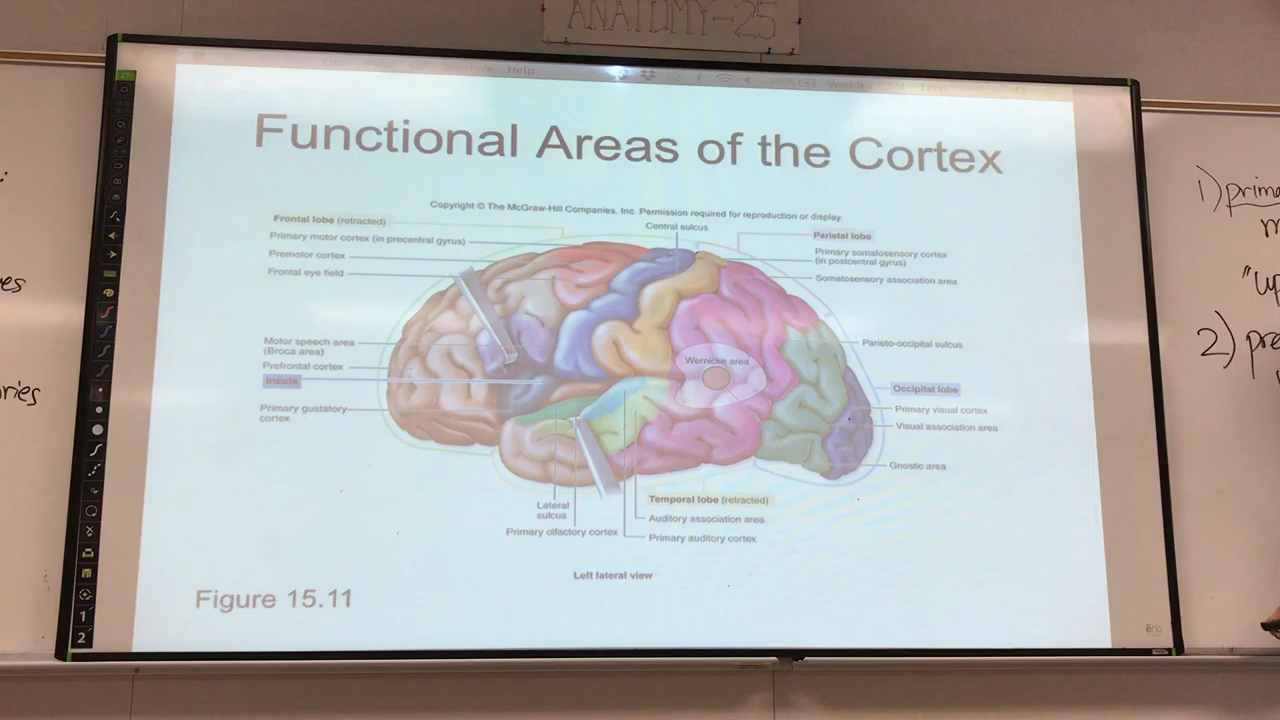 ANATOMY-25
Help
Functional Areas of the Cortex
Copyright © The McGraw-Hill Companies, Inc. Permission required for reproduction or display.
Frontal lobe (retracted)
Primary motor cortex (in precentral gyrus)
Premotor cortex
Frontal eye field
Motor speech area
(Broca area)
Prefrontal cortex
Insula
Primary gustatory
cortex
Central sulcus
Parietal lobe
Primary somatosensory cortex
(in postcentral gyrus)
Somatosensory association area
Parieto-occipital sulcus
Wernicke area
Occipital lobe
Primary visual cortex
Visual association area
Gnostic area
Lateral
sulcus
Primary olfactory cortex
Temporal lobe (retracted)
Auditory association area
Primary auditory cortex
Left lateral view
Figure 15.11
1
2
ēno
1) prima
m
"up
2) pre
es
ries